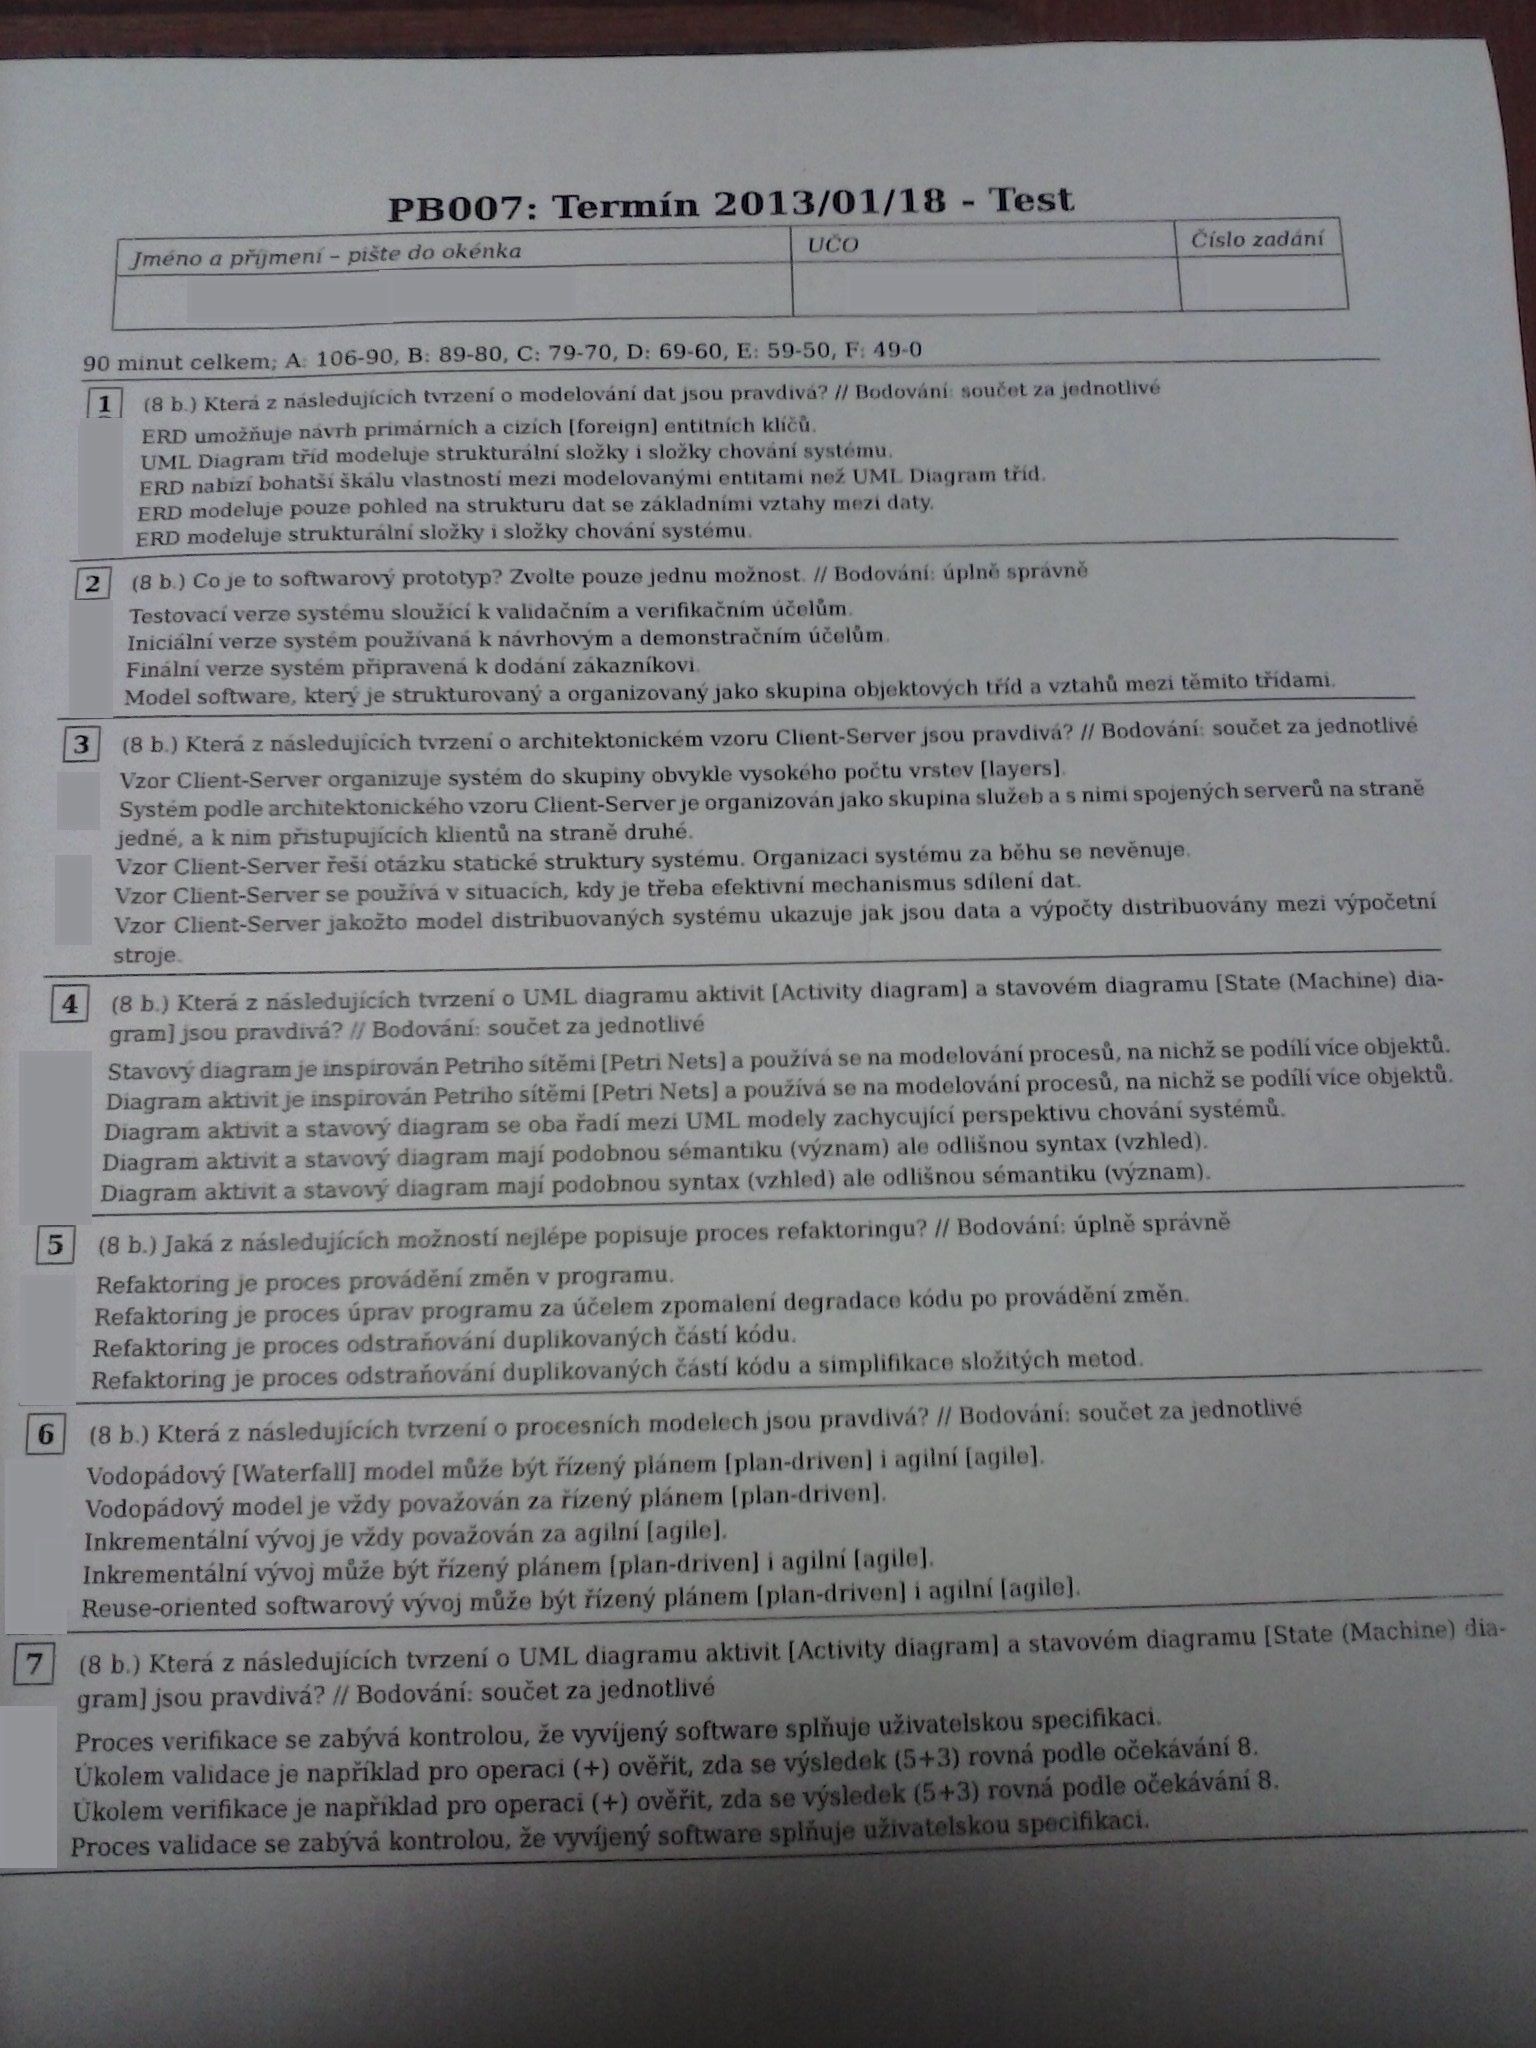 PB007: Termín 2013/01/18 - Test
Jméno a příjmení – pište do okénka
UČO
Číslo zadání
90 minut celkem; A: 106-90, B: 89-80, C: 79-70, D: 69-60, E: 59-50, F: 49-0
1 (8 b.) Která z následujících tvrzení o modelování dat jsou pravdivá? // Bodování: součet za jednotlivé
ERD umožňuje návrh primárních a cizích [foreign] entitních klíčů.
UML Diagram tříd modeluje strukturální složky i složky chování systému.
ERD nabízí bohatší škálu vlastností mezi modelovanými entitami než UML Diagram tříd.
ERD modeluje pouze pohled na strukturu dat se základními vztahy mezi daty.
ERD modeluje strukturální složky i složky chování systému.
2 (8 b.) Co je to softwarový prototyp? Zvolte pouze jednu možnost. // Bodování: úplně správně
Testovací verze systému sloužící k validačním a verifikačním účelům.
Iniciální verze systém používaná k návrhovým a demonstračním účelům.
Finální verze systém připravená k dodání zákazníkovi.
Model software, který je strukturovaný a organizovaný jako skupina objektových tříd a vztahů mezi těmito třídami.
3 (8 b.) Která z následujících tvrzení o architektonickém vzoru Client-Server jsou pravdivá? // Bodování: součet za jednotlivé
Vzor Client-Server organizuje systém do skupiny obvykle vysokého počtu vrstev [layers].
Systém podle architektonického vzoru Client-Server je organizován jako skupina služeb a s nimi spojených serverů na straně
jedné, a k nim přistupujících klientů na straně druhé.
Vzor Client-Server řeší otázku statické struktury systému. Organizaci systému za běhu se nevěnuje.
Vzor Client-Server se používá v situacích, kdy je třeba efektivní mechanismus sdílení dat.
Vzor Client-Server jakožto model distribuovaných systému ukazuje jak jsou data a výpočty distribuovány mezi výpočetní
stroje.
4 (8 b.) Která z následujících tvrzení o UML diagramu aktivit [Activity diagram] a stavovém diagramu [State (Machine) dia-
gram] jsou pravdivá? // Bodování: součet za jednotlivé
Stavový diagram je inspirován Petriho sítěmi [Petri Nets] a používá se na modelování procesů, na nichž se podílí více objektů.
Diagram aktivit je inspirován Petriho sítěmi [Petri Nets] a používá se na modelování procesů, na nichž se podílí více objektů.
Diagram aktivit a stavový diagram se oba řadí mezi UML modely zachycující perspektivu chování systémů.
Diagram aktivit a stavový diagram mají podobnou sémantiku (význam) ale odlišnou syntax (vzhled).
Diagram aktivit a stavový diagram mají podobnou syntax (vzhled) ale odlišnou sémantiku (význam).
5 (8 b.) Jaká z následujících možností nejlépe popisuje proces refaktoringu? // Bodování: úplně správně
Refaktoring je proces provádění změn v programu.
Refaktoring je proces úprav programu za účelem zpomalení degradace kódu po provádění změn.
Refaktoring je proces odstraňování duplikovaných částí kódu.
Refaktoring je proces odstraňování duplikovaných částí kódu a simplifikace složitých metod.
6 (8 b.) Která z následujících tvrzení o procesních modelech jsou pravdivá? // Bodování: součet za jednotlivé
Vodopádový [Waterfall] model může být řízený plánem [plan-driven] i agilní [agile].
Vodopádový model je vždy považován za řízený plánem [plan-driven].
Inkrementální vývoj je vždy považován za agilní [agile].
Inkrementální vývoj může být řízený plánem [plan-driven] i agilní [agile].
Reuse-oriented softwarový vývoj může být řízený plánem [plan-driven] i agilní [agile].
7 (8 b.) Která z následujících tvrzení o UML diagramu aktivit [Activity diagram] a stavovém diagramu [State (Machine) dia-
gram] jsou pravdivá? // Bodování: součet za jednotlivé
Proces verifikace se zabývá kontrolou, že vyvíjený software splňuje uživatelskou specifikaci.
Úkolem validace je například pro operaci (+) ověřit, zda se výsledek (5+3) rovná podle očekávání 8.
Úkolem verifikace je například pro operaci (+) ověřit, zda se výsledek (5+3) rovná podle očekávání 8.
Proces validace se zabývá kontrolou, že vyvíjený software splňuje uživatelskou specifikaci.